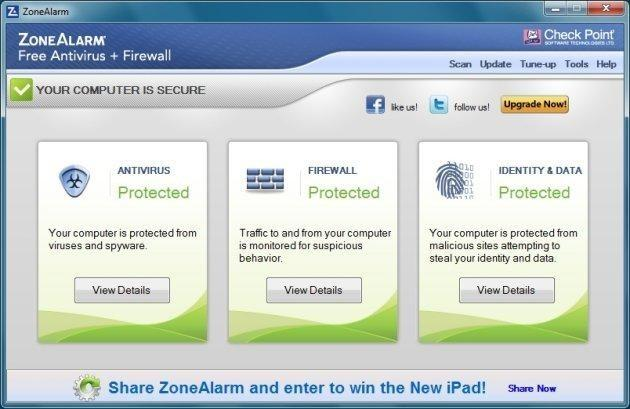 ZoneAlarm
ZONEALARM
Free Antivirus + Firewall
Check Point
SOFTWARE TECHNOLOGIES LTD.
Scan Update Tune-up Tools Help
YOUR COMPUTER IS SECURE
like us! follow us! Upgrade Now!
ANTIVIRUS
Protected
Your computer is protected from
viruses and spyware.
View Details
FIREWALL
Protected
Traffic to and from your computer
is monitored for suspicious
behavior.
View Details
IDENTITY & DATA
Protected
Your computer is protected from
malicious sites attempting to
steal your identity and data.
View Details
Share ZoneAlarm and enter to win the New iPad! Share Now